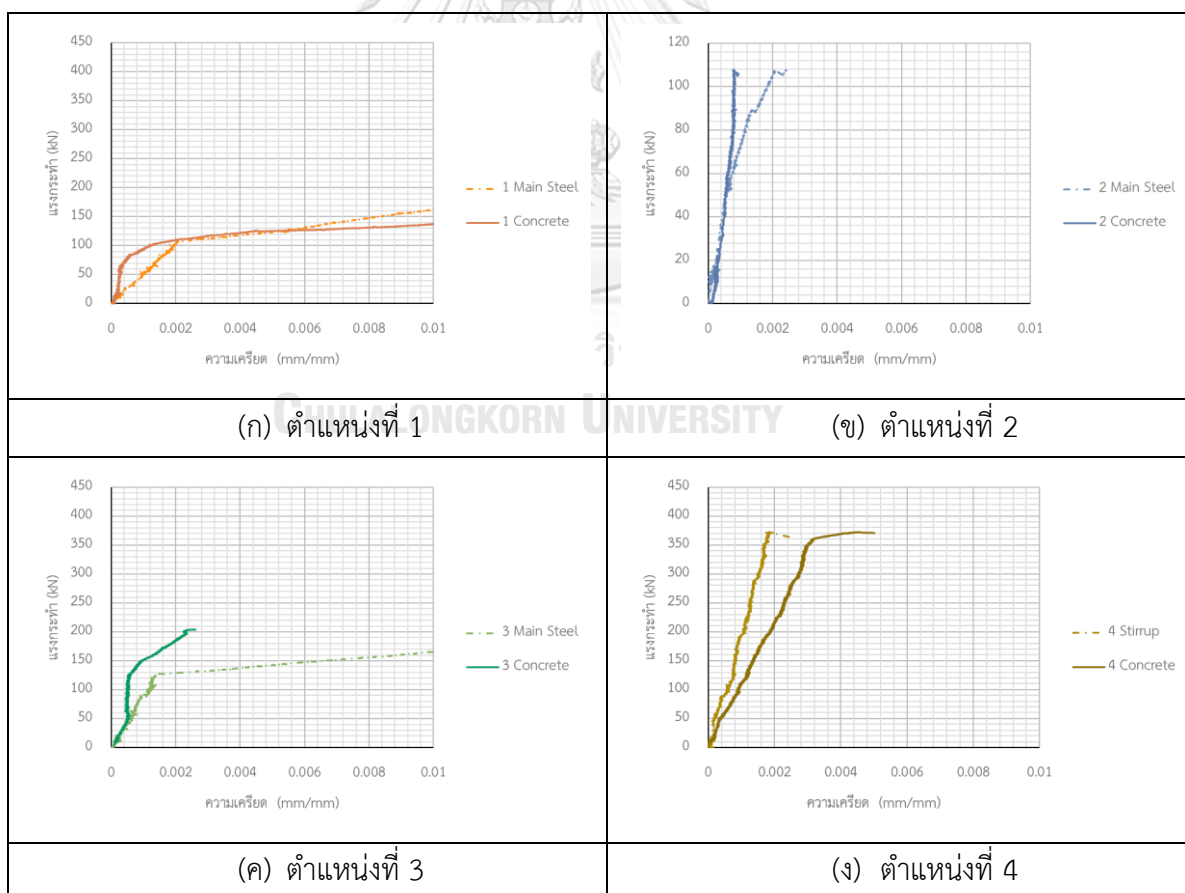 450
400
350
300
250
200
150
100
50
0
แรงกระทำ (kN)
0 0.002 0.004 0.006 0.008 0.01
ความเครียด (mm/mm)
1 Main Steel
1 Concrete
(ก) ตำแหน่งที่ 1
120
100
80
60
40
20
0
แรงกระทำ (kN)
0 0.002 0.004 0.006 0.008 0.01
ความเครียด (mm/mm)
2 Main Steel
2 Concrete
(ข) ตำแหน่งที่ 2
CHULALONGKORN UNIVERSITY
450
400
350
300
250
200
150
100
50
0
แรงกระทำ (kN)
0 0.002 0.004 0.006 0.008 0.01
ความเครียด (mm/mm)
3 Main Steel
3 Concrete
(ค) ตำแหน่งที่ 3
450
400
350
300
250
200
150
100
50
0
แรงกระทำ (kN)
0 0.002 0.004 0.006 0.008 0.01
ความเครียด (mm/mm)
4 Stirrup
4 Concrete
(ง) ตำแหน่งที่ 4